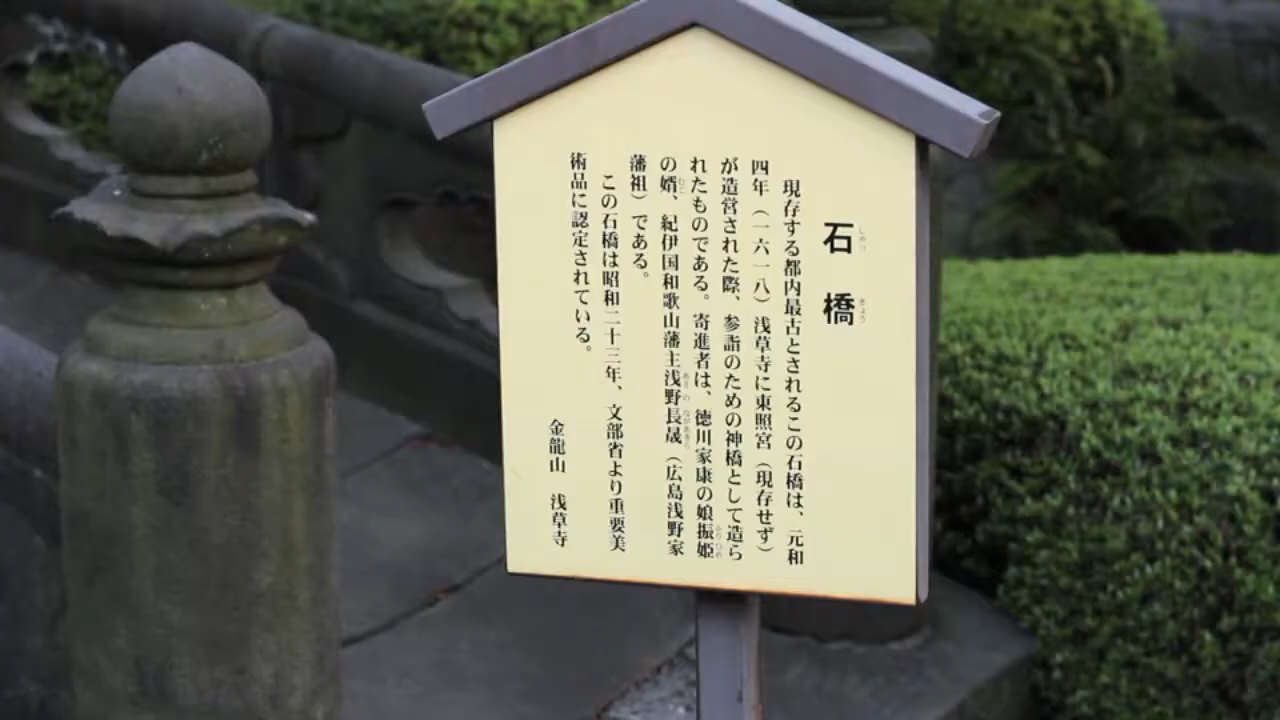 石橋
現存する都内最古とされるこの石橋は、元和
四年（一六一八）浅草寺に東照宮（現存せず）
が造営された際、参詣のための神橋として造ら
れたものである。寄進者は、徳川家康の娘振姫
の婿、紀伊国和歌山藩主浅野長晟（広島浅野家
藩祖）である。
この石橋は昭和二十三年、文部省より重要美
術品に認定されている。
金龍山　浅草寺